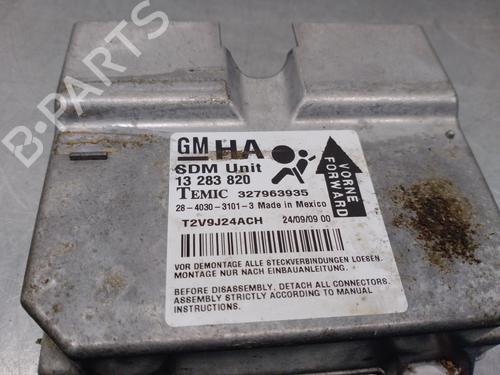 B-PARTS
GM HA
SDM Unit
13 283 820
TEMIC 327963935
28-4030-3101-3 Made in Mexico
T2V9J24ACH 24/09/09 00
VORNE
FORWARD
VOR DEMONTAGE ALLE STECKVERBINDUNGEN LOESEN.
MONTAGE NUR NACH EINBAUANLEITUNG.
BEFORE DISASSEMBLY, DETACH ALL CONNECTORS.
ASSEMBLY STRICTLY ACCORDING TO MANUAL
INSTRUCTIONS.